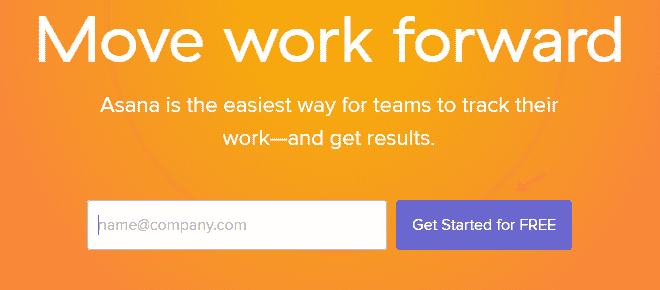 Move work forward
Asana is the easiest way for teams to track their
work—and get results.
name@company.com
Get Started for FREE